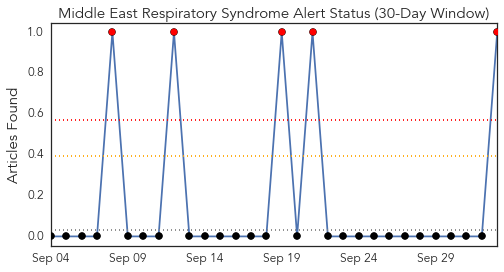 Middle East Respiratory Syndrome Alert Status (30-Day Window)
Articles Found
1.0
0.8
0.6
0.4
0.2
0.0
Sep 04 Sep 09 Sep 14 Sep 19 Sep 24 Sep 29